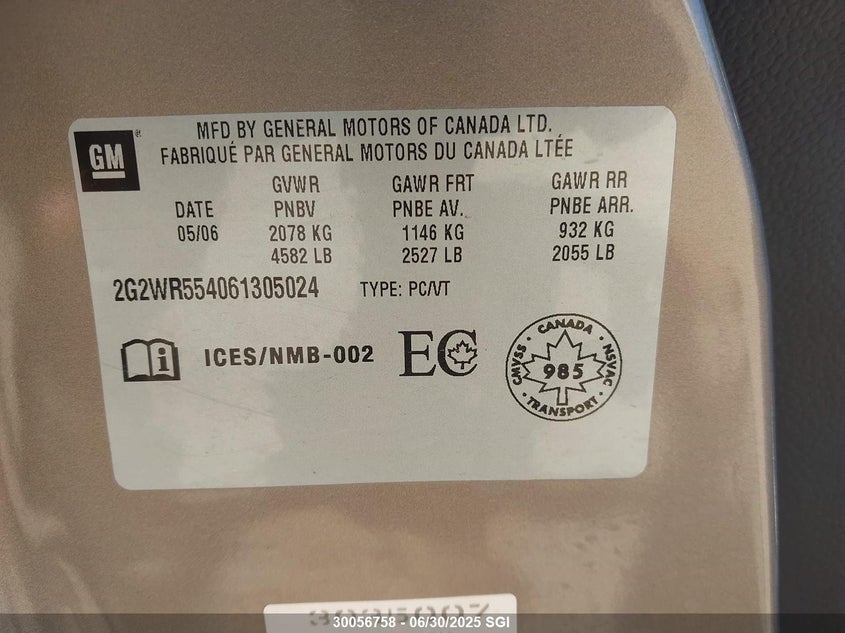 GM
MFD BY GENERAL MOTORS OF CANADA LTD.
FABRIQUÉ PAR GENERAL MOTORS DU CANADA LTÉE
GVWR GAWR FRT GAWR RR
DATE PNBV PNBE AV. PNBE ARR.
05/06 2078 KG 1146 KG 932 KG
4582 LB 2527 LB 2055 LB
2G2WR554061305024 TYPE: PC/VT
ICES/NMB-002 EC
CANADA
CMVSS 985 NSVAC
TRANSPORT
30056758 - 06/30/2025 SGI